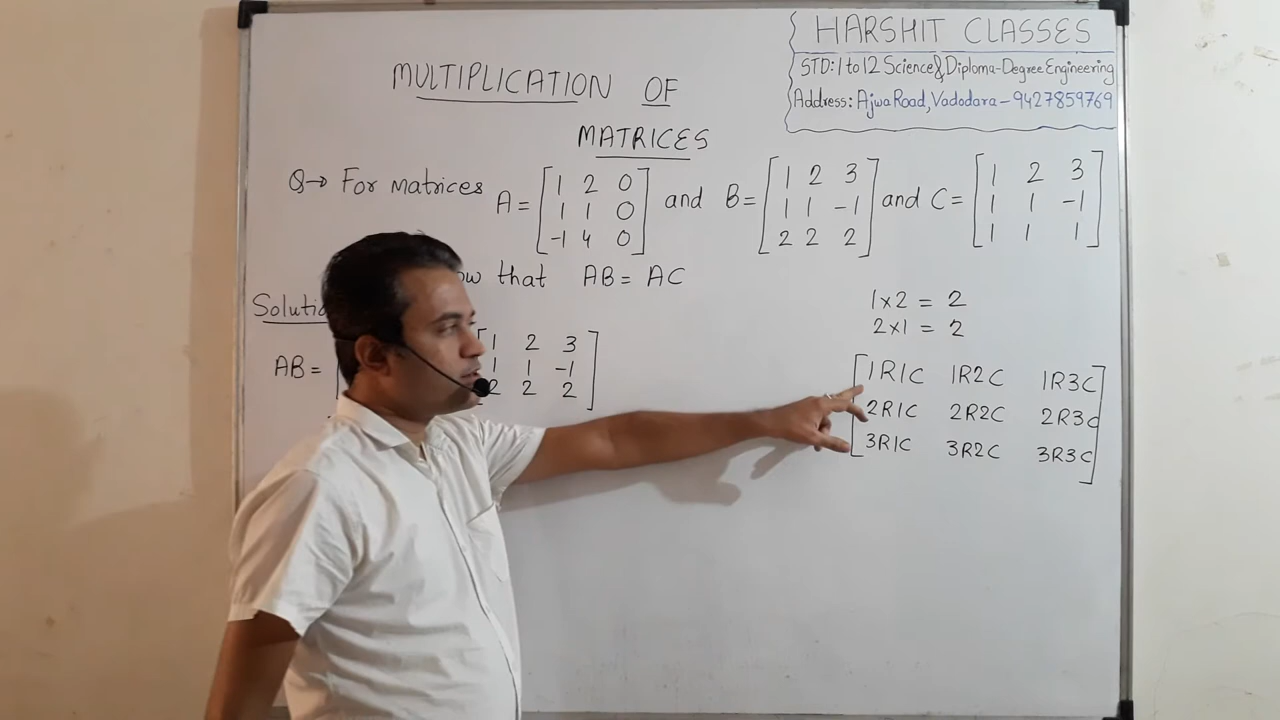 HARSHIT CLASSES
STD: 1 to 12 Science & Diploma-Degree Engineering
Address: Ajwa Road, Vadodara - 9427859769
MULTIPLICATION OF
MATRICES
Q→ For matrices A = [1 2 0 and B = [1 2 3 and C = [1 2 3
1 1 0 1 1 -1 1 1 -1
-1 4 0] 2 2 2] 1 1 1]
that AB = AC
1 x 2 = 2
2 x 1 = 2
AB = [ [1 2 3
1 1 -1
2 2 2]
[1R1C 1R2C 1R3C
2R1C 2R2C 2R3C
3R1C 3R2C 3R3C]